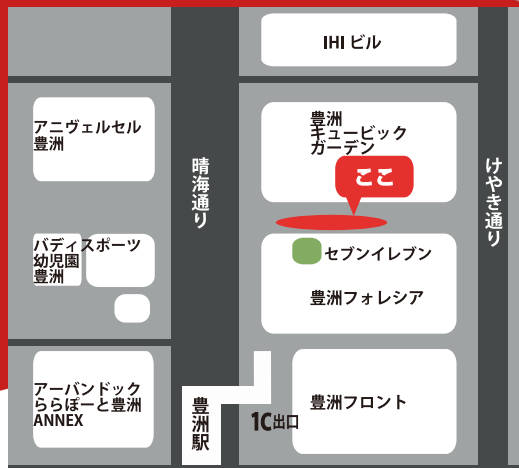 IHI ビル
アニヴェルセル
豊洲
豊洲
キュービック
ガーデン
ここ
晴海通り
けやき通り
バディスポーツ
幼児園
豊洲
セブンイレブン
豊洲フォレシア
アーバンドック
ららぽーと豊洲
ANNEX
豊洲駅
1C出口
豊洲フロント